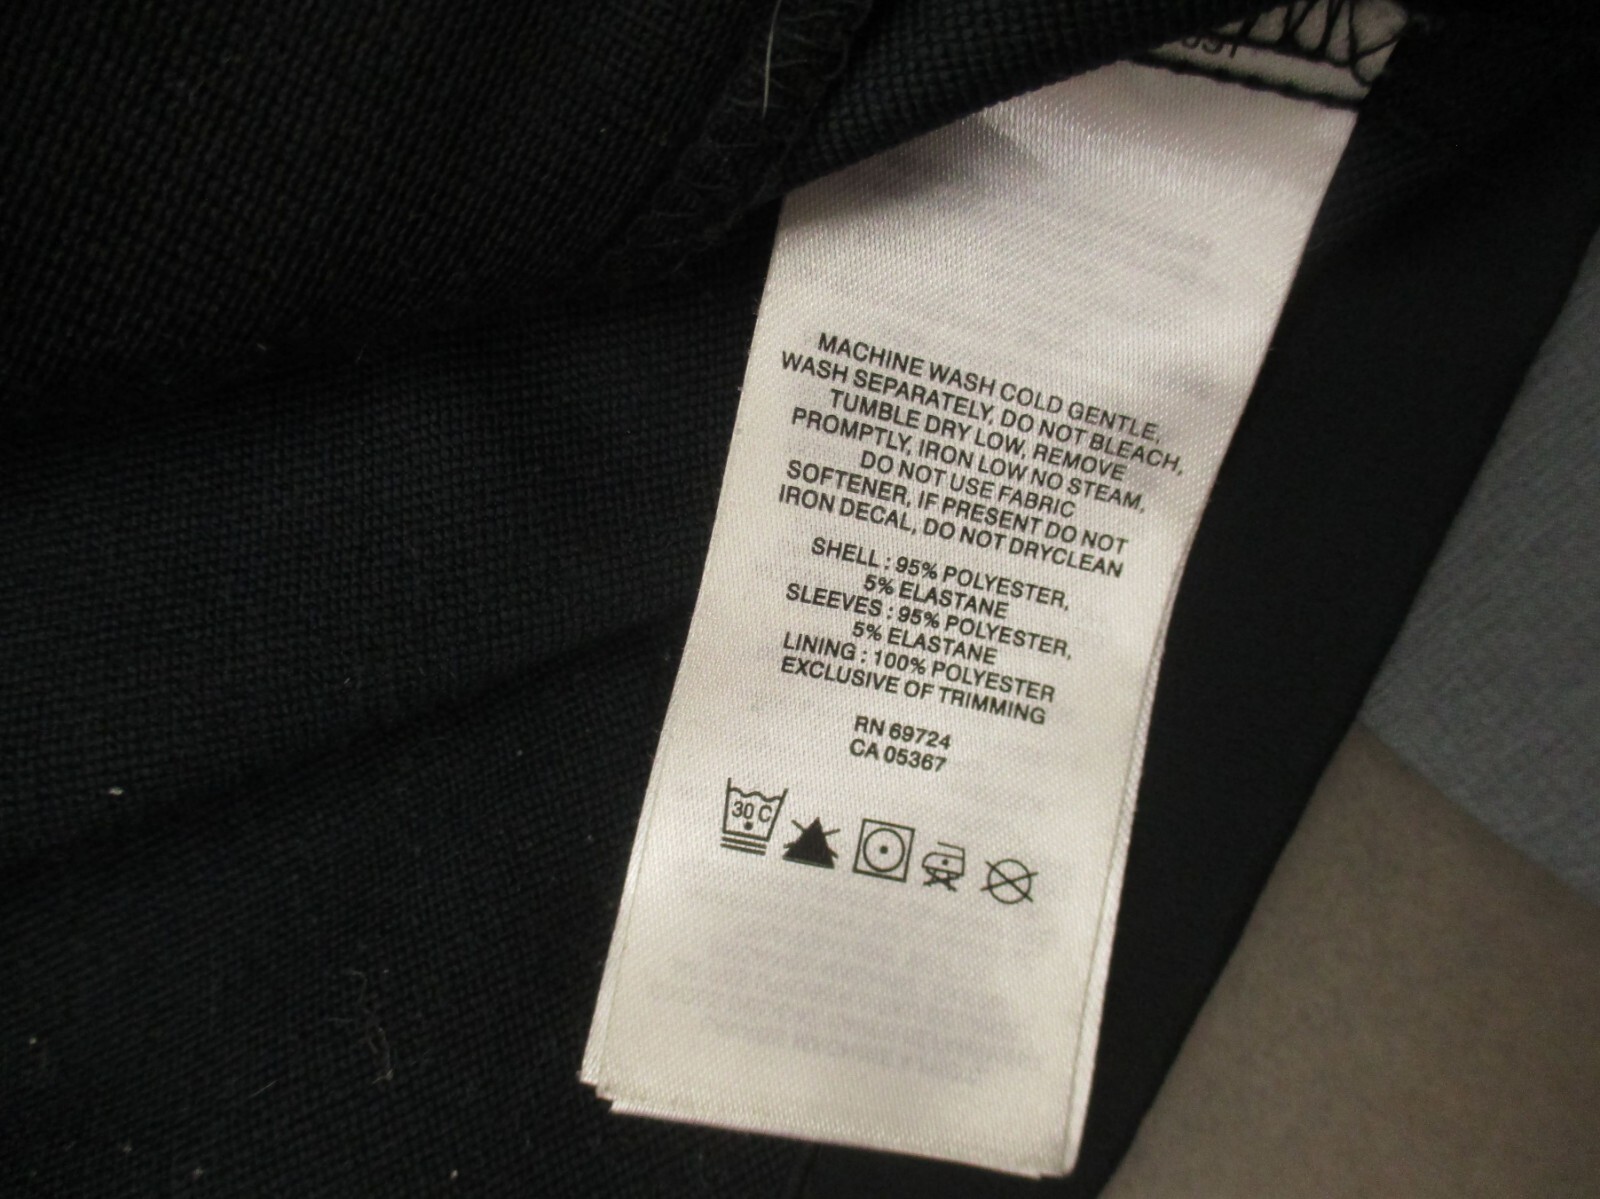 MACHINE WASH COLD GENTLE,
WASH SEPARATELY, DO NOT BLEACH,
TUMBLE DRY LOW, REMOVE
PROMPTLY, IRON LOW NO STEAM,
DO NOT USE FABRIC
SOFTENER, IF PRESENT DO NOT
IRON DECAL, DO NOT DRYCLEAN
SHELL : 95% POLYESTER,
5% ELASTANE
SLEEVES : 95% POLYESTER,
5% ELASTANE
LINING : 100% POLYESTER
EXCLUSIVE OF TRIMMING
RN 69724
CA 05367
30 C